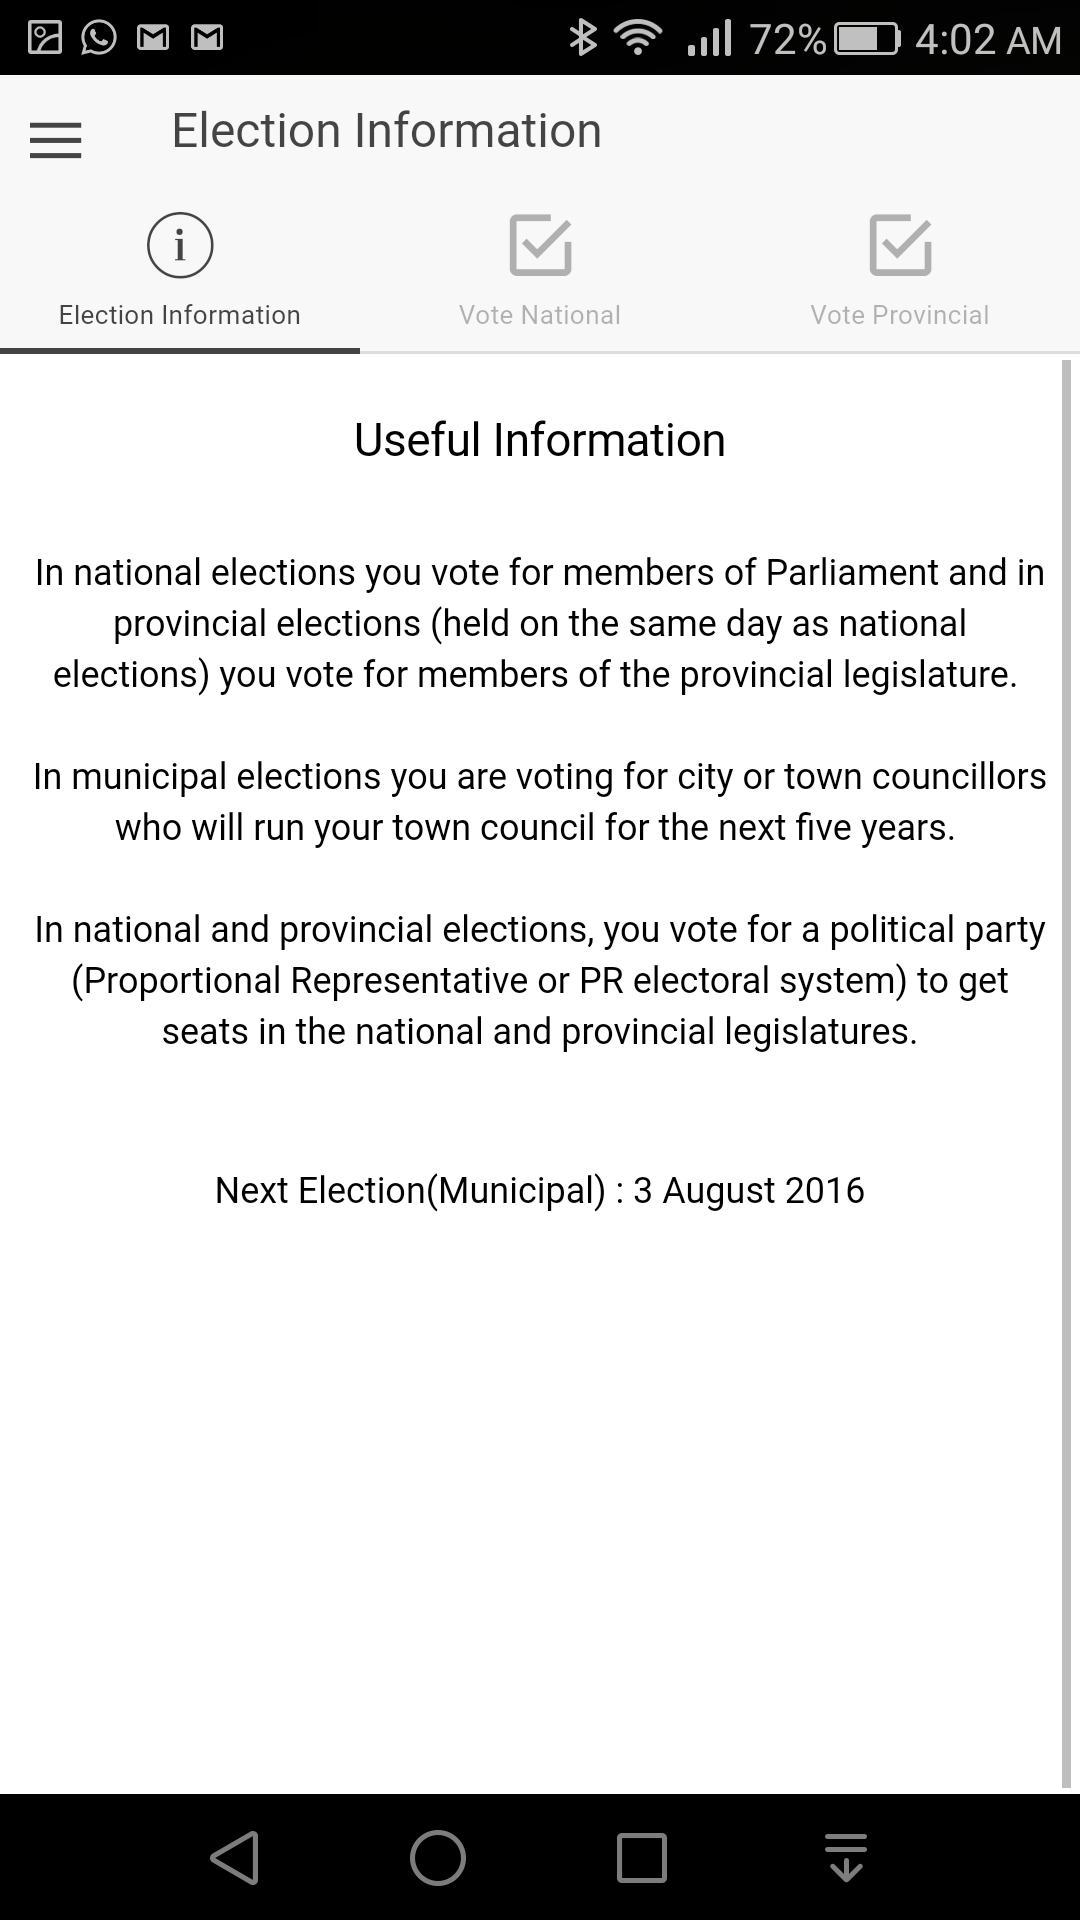 72% 4:02 AM
Election Information
Election Information Vote National Vote Provincial
Useful Information
In national elections you vote for members of Parliament and in
provincial elections (held on the same day as national
elections) you vote for members of the provincial legislature.
In municipal elections you are voting for city or town councillors
who will run your town council for the next five years.
In national and provincial elections, you vote for a political party
(Proportional Representative or PR electoral system) to get
seats in the national and provincial legislatures.
Next Election(Municipal) : 3 August 2016